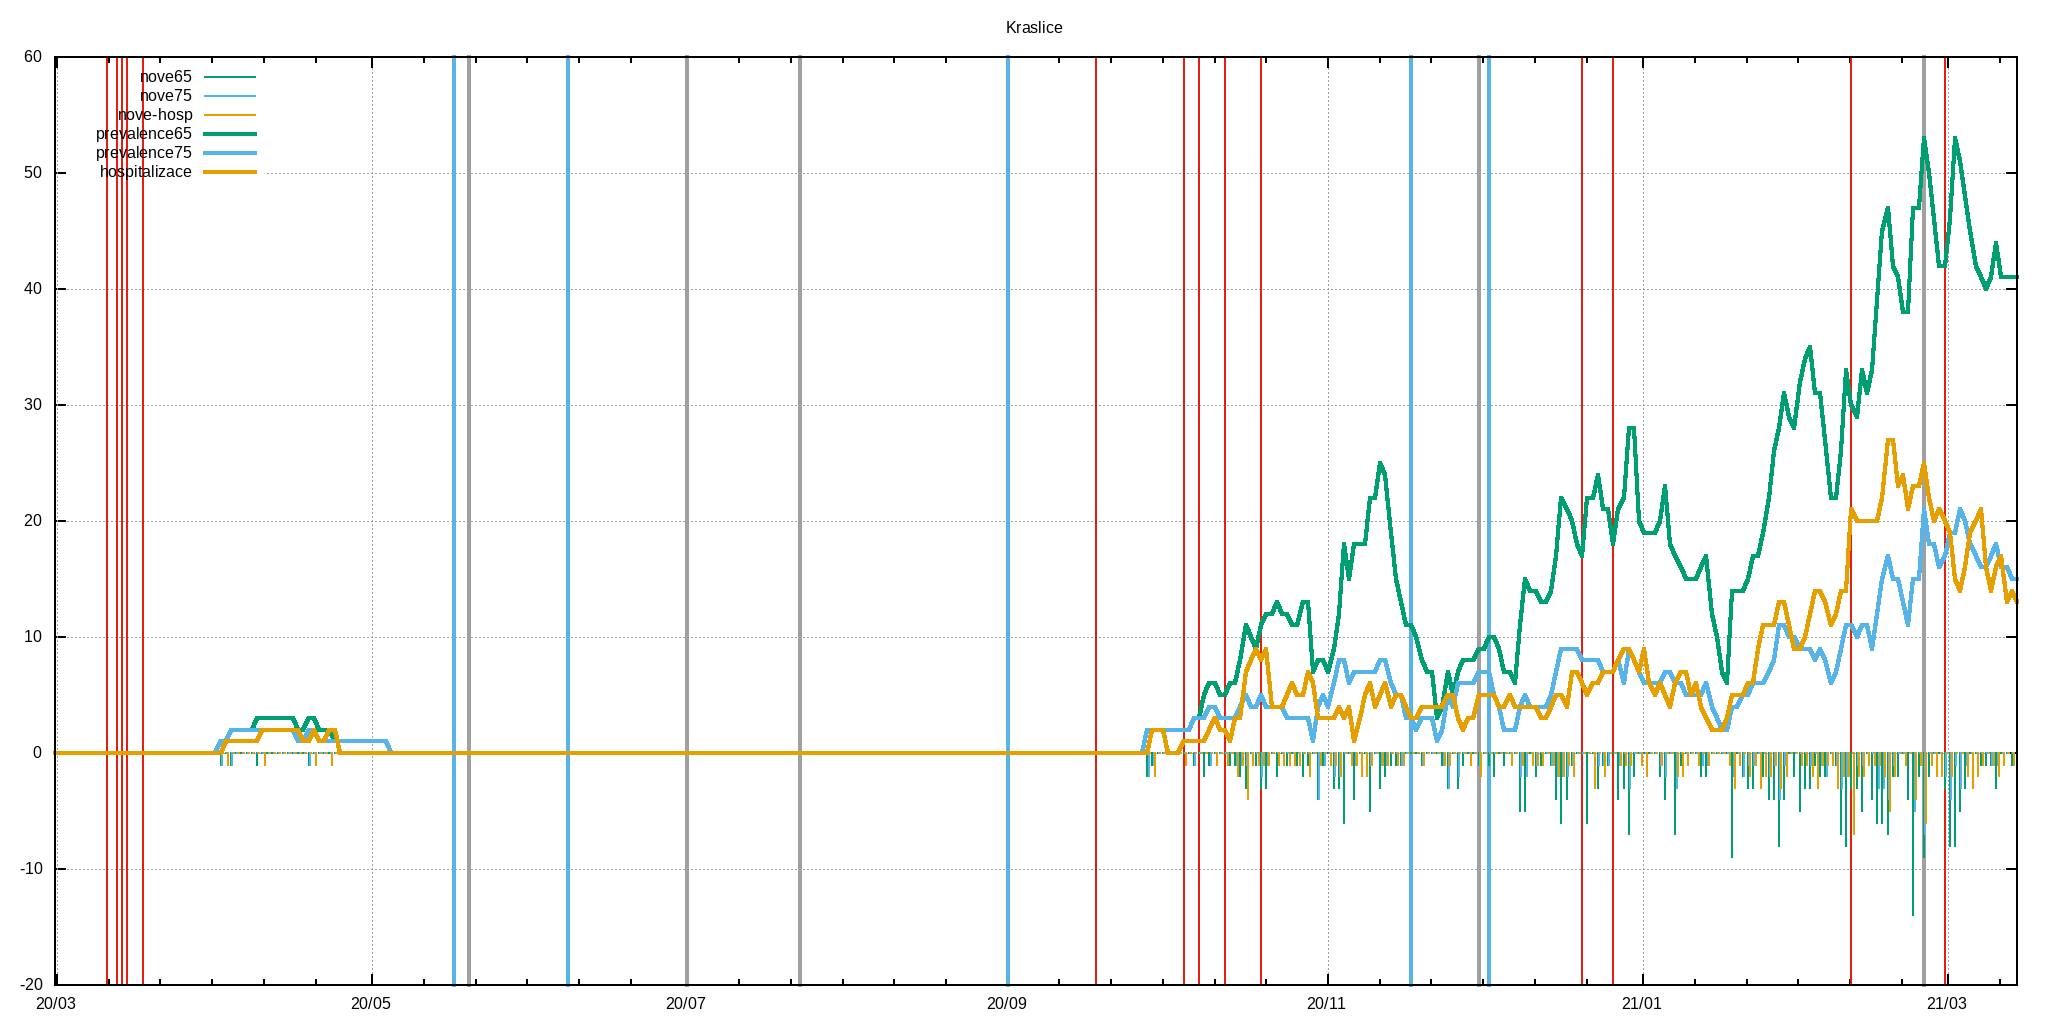 Kraslice
60
nove65
nove75
nove-hosp
prevalence65
prevalence75
hospitalizace
50
40
30
20
10
0
-10
-20
20/03 20/05 20/07 20/09 20/11 21/01 21/03